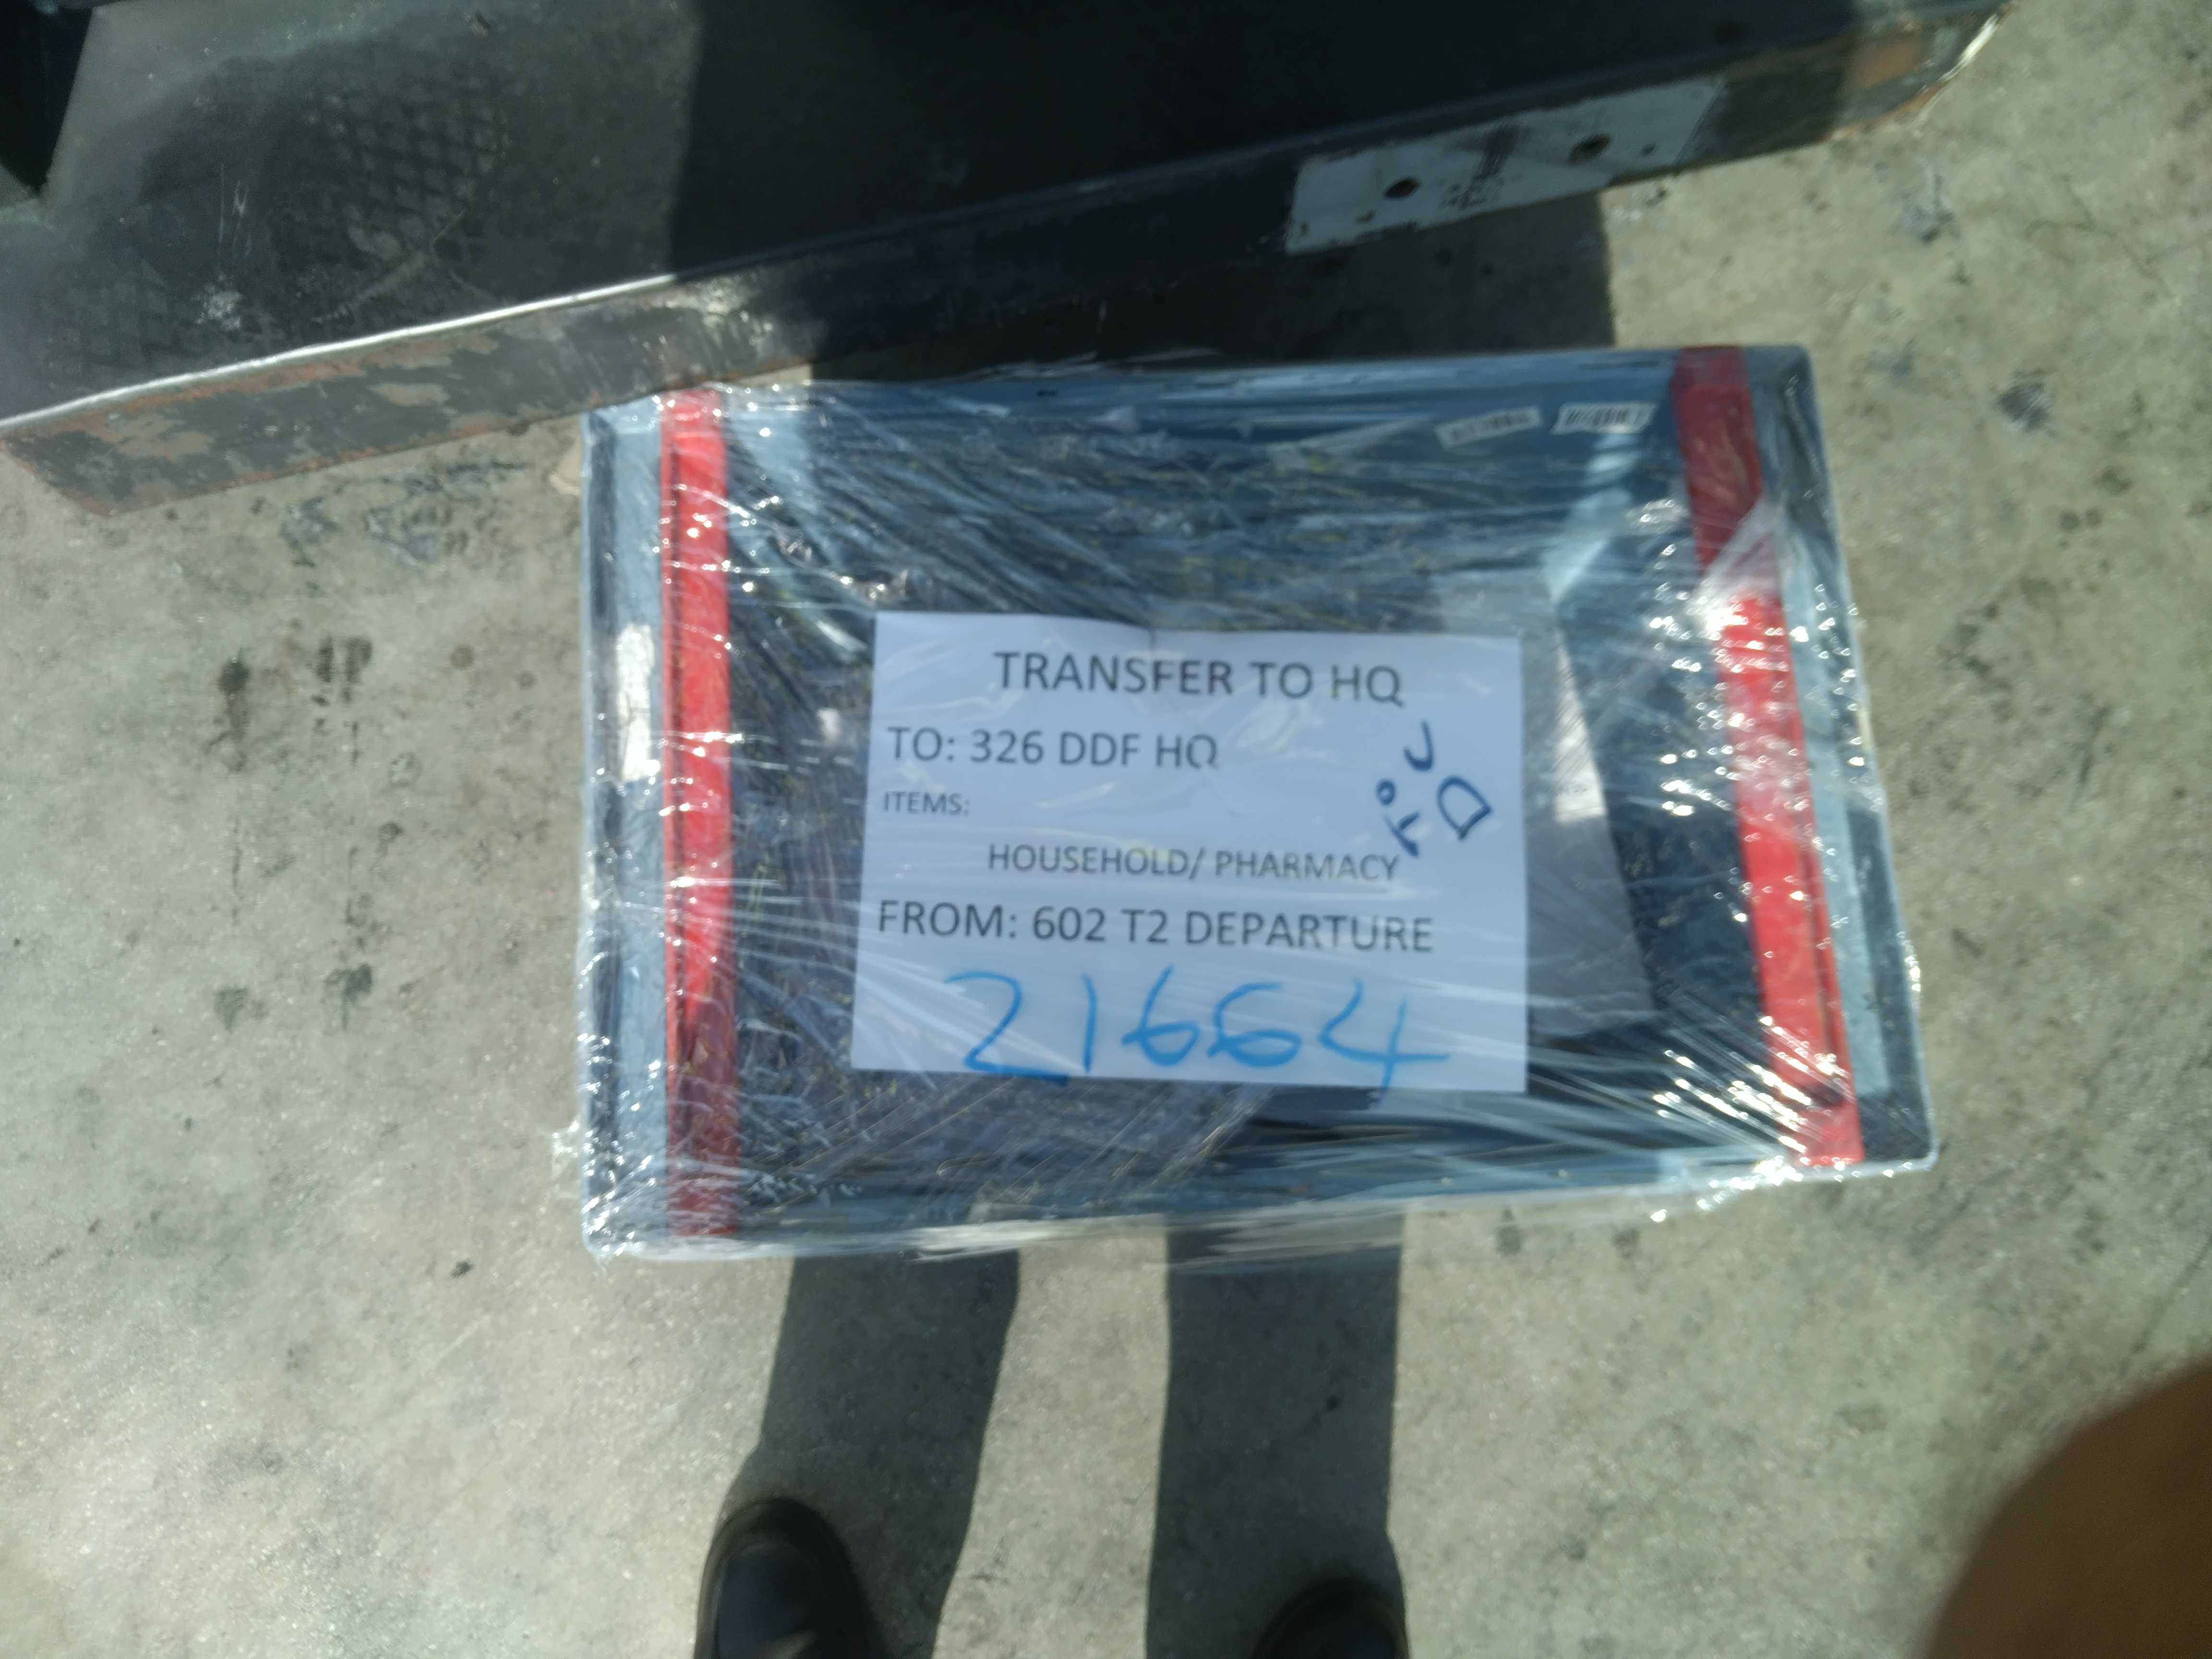 TRANSFER TO HQ
TO: 326 DDF HQ
ITEMS:
HOUSEHOLD/ PHARMACY
FROM: 602 T2 DEPARTURE
21664